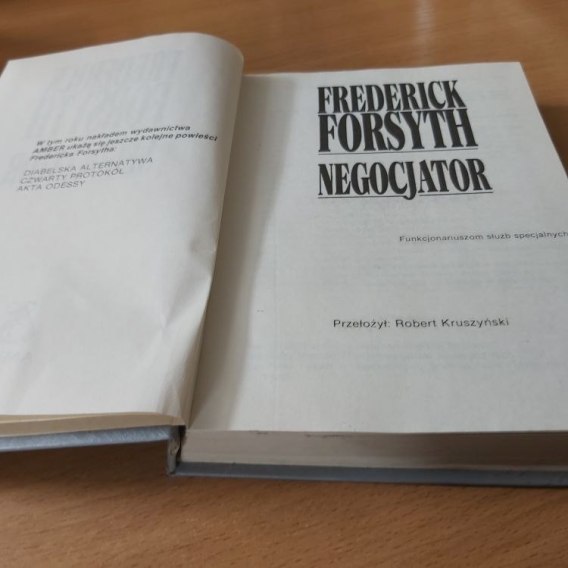 W tym roku nakładem wydawnictwa
AMBER ukażą się jeszcze kolejne powieści
Fredericka Forsytha:
DIABELSKA ALTERNATYWA
CZWARTY PROTOKÓŁ
AKTA ODESSY
FREDERICK
FORSYTH
NEGOCJATOR
Funkcjonariuszom służb specjalnych
Przełożył: Robert Kruszyński